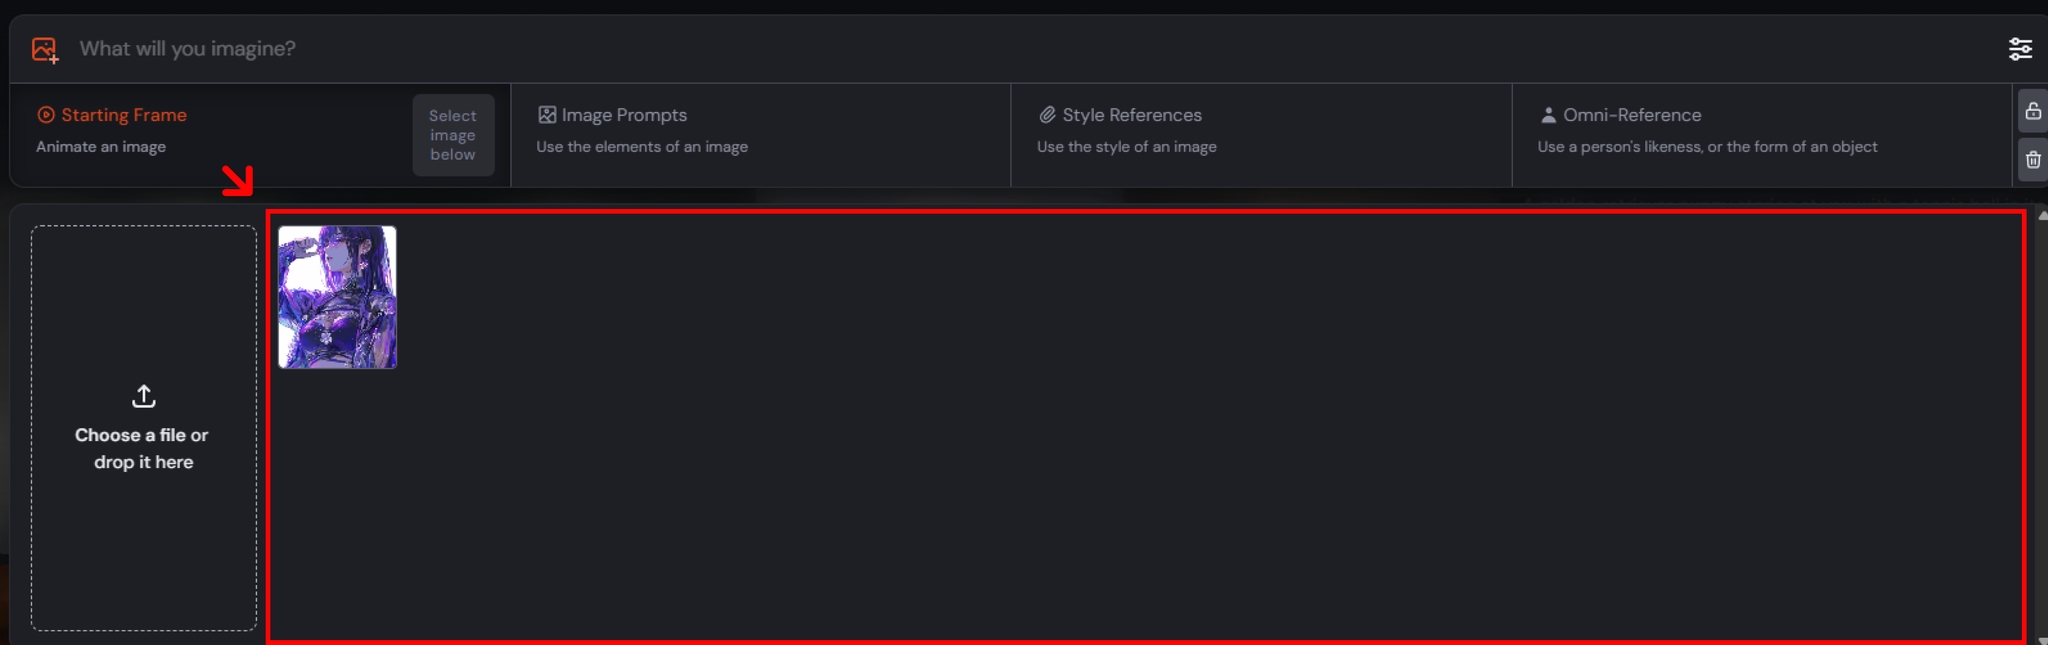 What will you imagine?
Starting Frame
Animate an image
Select
image
below
Image Prompts
Use the elements of an image
Style References
Use the style of an image
Omni-Reference
Use a person's likeness, or the form of an object
Choose a file or
drop it here